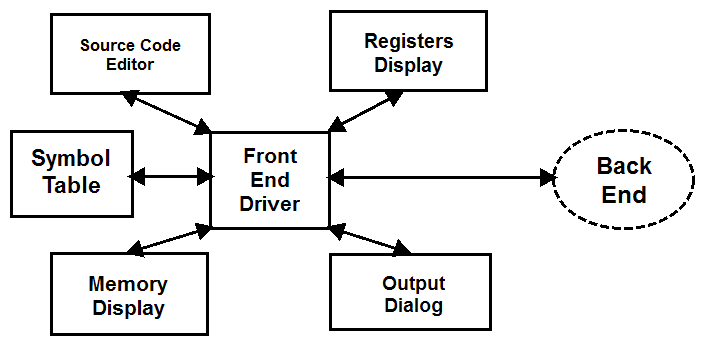 Source Code
Editor
Registers
Display
Symbol
Table
Front
End
Driver
Back
End
Memory
Display
Output
Dialog